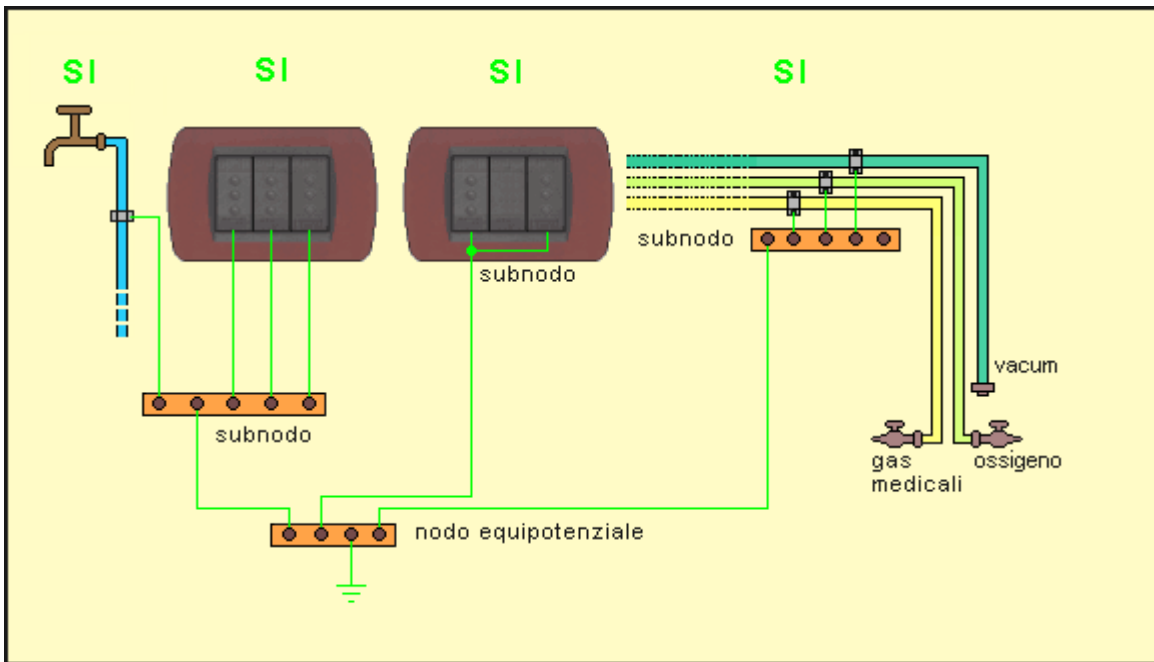 SI
SI
SI
SI
subnodo
subnodo
vacum
subnodo
gas
medicali
ossigeno
nodo equipotenziale